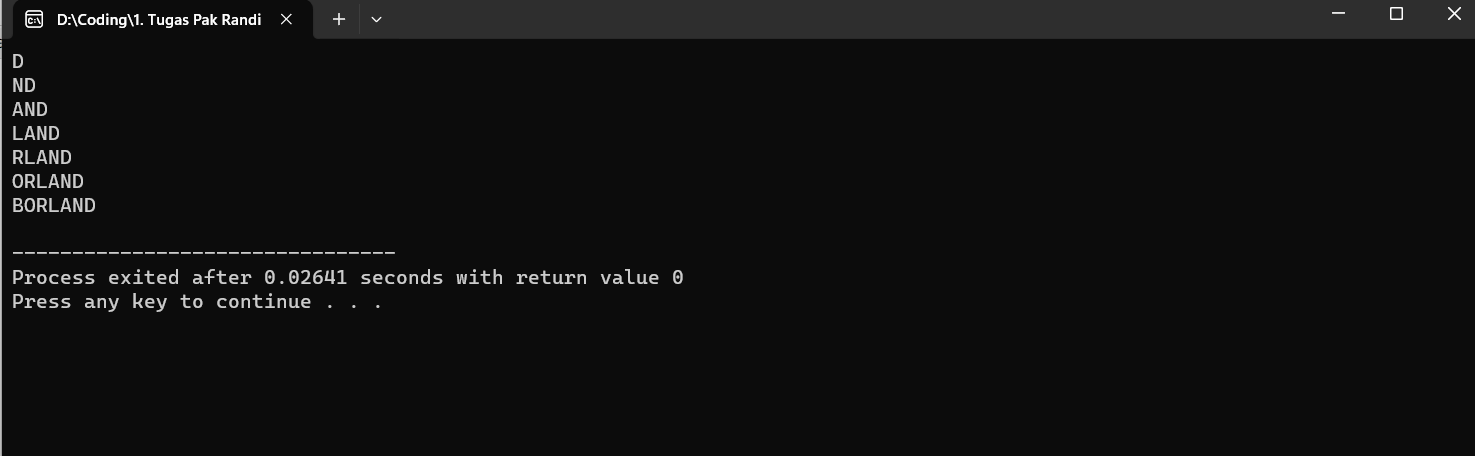 D:\Coding\1. Tugas Pak Randi
D
ND
AND
LAND
RLAND
ORLAND
BORLAND
--------------------------------
Process exited after 0.02641 seconds with return value 0
Press any key to continue . . .